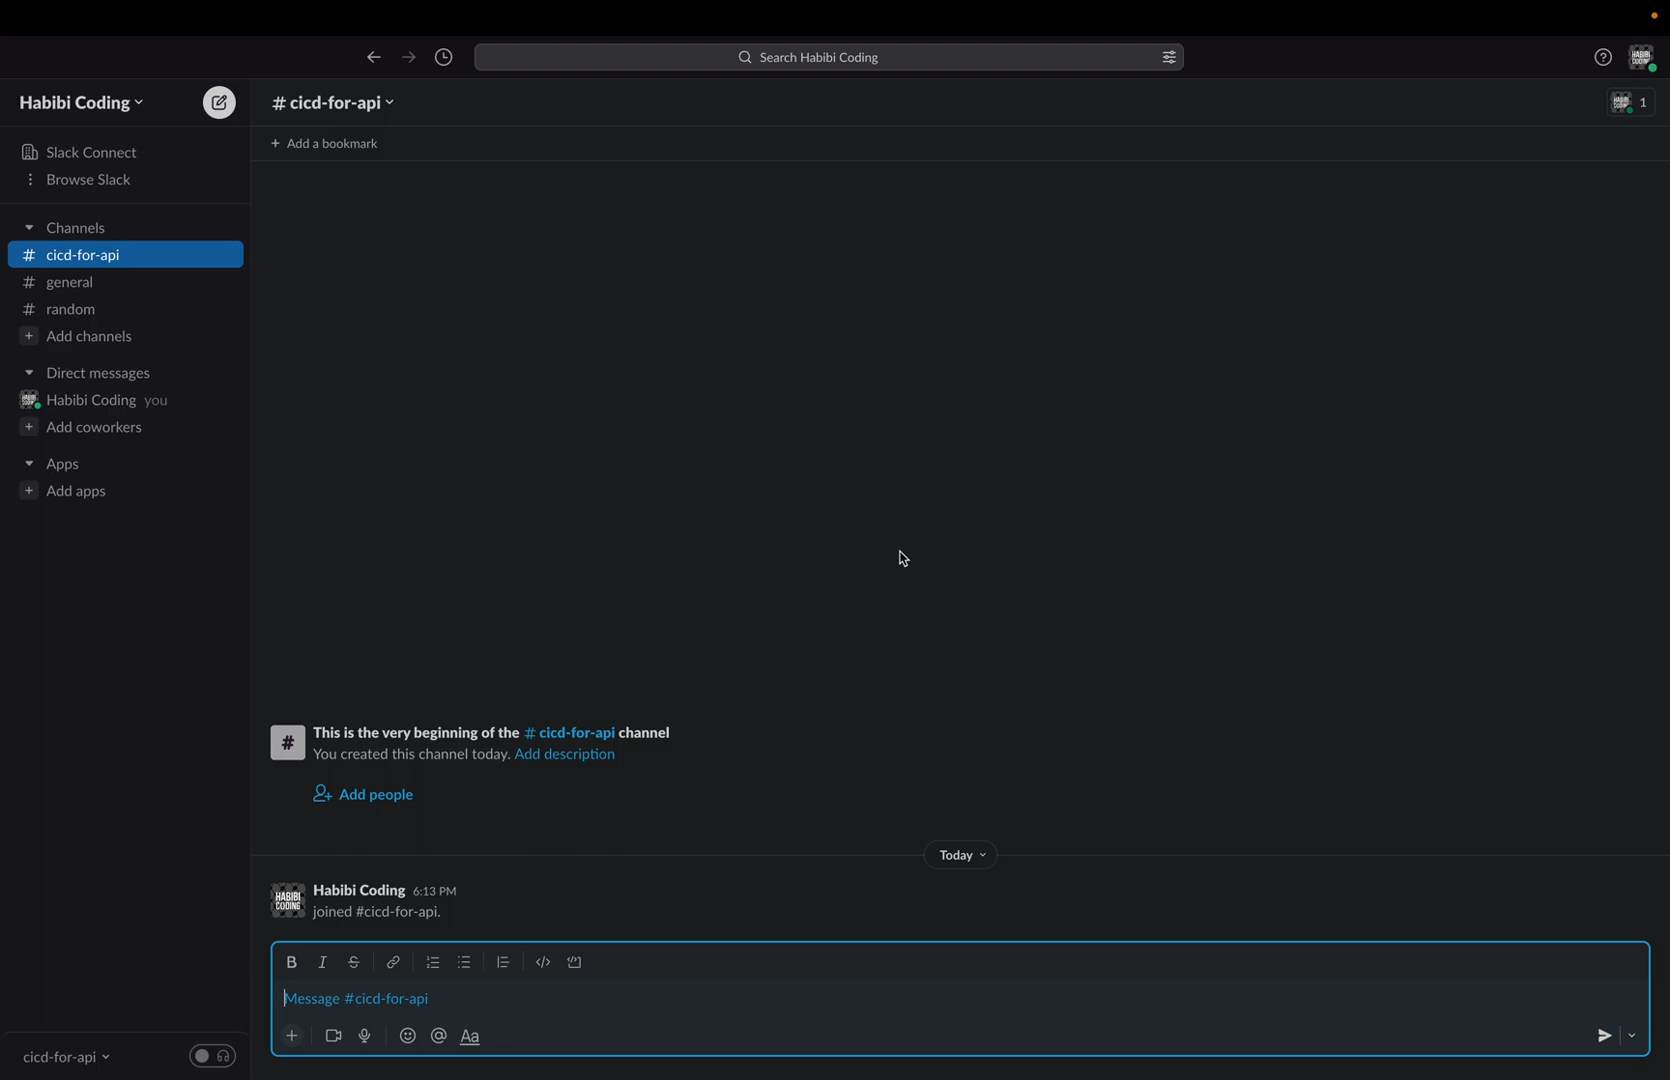 Search Habibi Coding
Habibi Coding
# cicd-for-api
1
+ Add a bookmark
Slack Connect
Browse Slack
Channels
# cicd-for-api
# general
# random
+ Add channels
Direct messages
Habibi Coding you
+ Add coworkers
Apps
+ Add apps
# This is the very beginning of the # cicd-for-api channel
You created this channel today. Add description
Add people
Today
HABIBI CODING
Habibi Coding 6:13 PM
joined #cicd-for-api.
B I S
Message #cicd-for-api
+ @ Aa
cicd-for-api